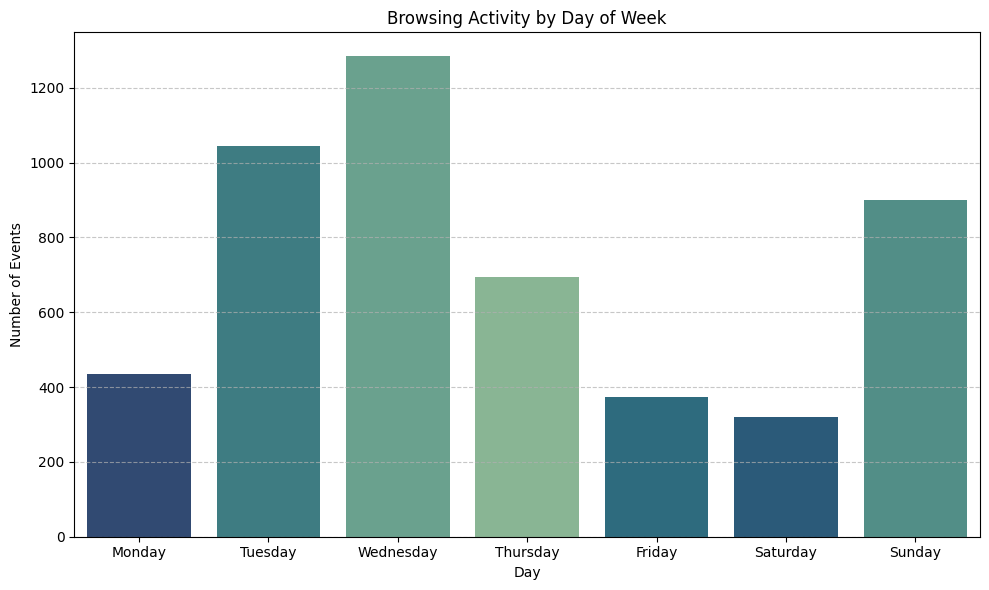 Browsing Activity by Day of Week
Number of Events
1200
1000
800
600
400
200
0
Monday Tuesday Wednesday Thursday Friday Saturday Sunday
Day